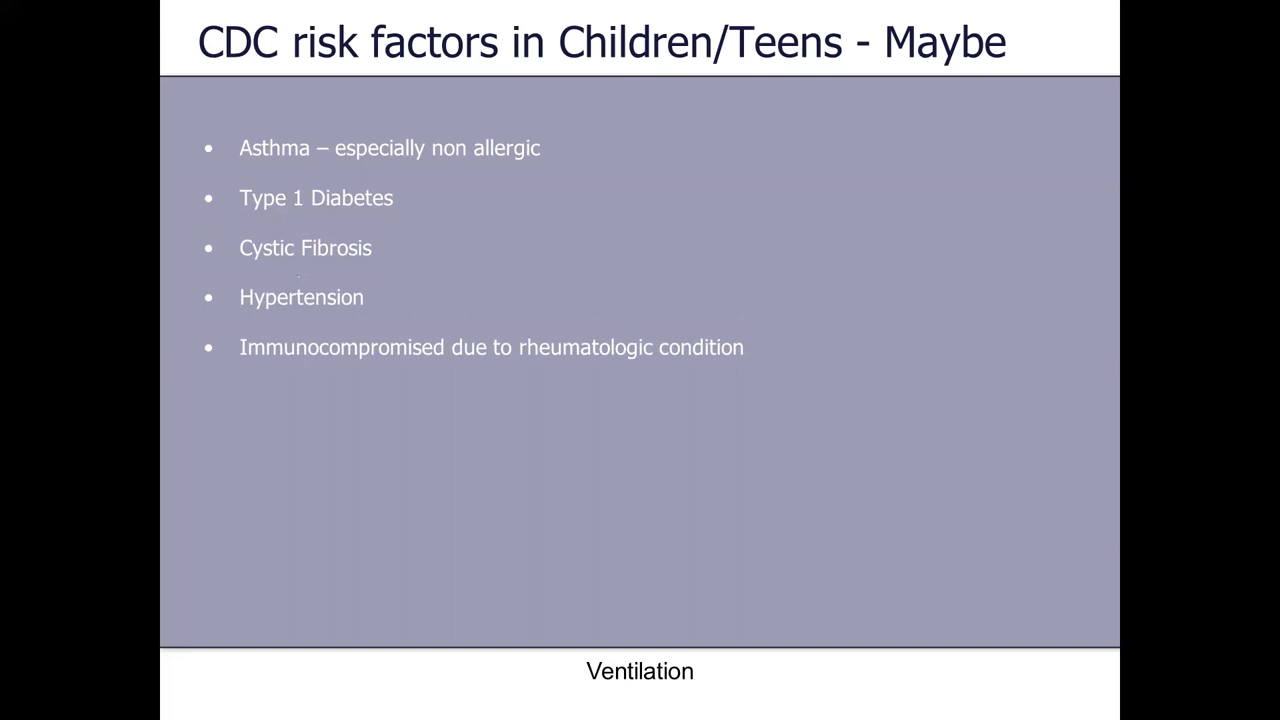 CDC risk factors in Children/Teens - Maybe
• Asthma – especially non allergic
• Type 1 Diabetes
• Cystic Fibrosis
• Hypertension
• Immunocompromised due to rheumatologic condition
Ventilation